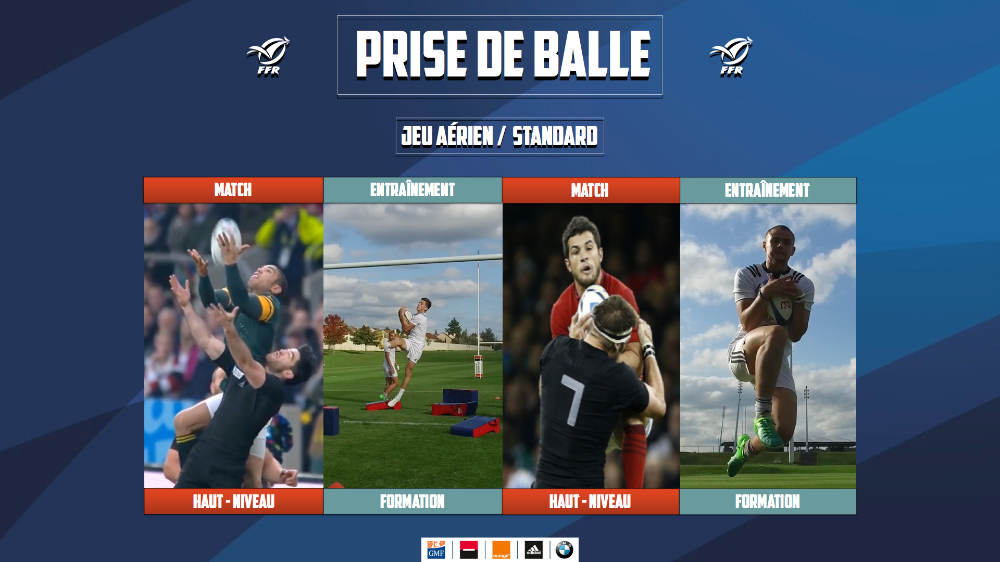 PRISE DE BALLE
FFR
FFR
JEU AÉRIEN / STANDARD
MATCH
ENTRAÎNEMENT
MATCH
ENTRAÎNEMENT
7
HAUT - NIVEAU
FORMATION
HAUT - NIVEAU
FORMATION
GMF
orange
adidas
BMW